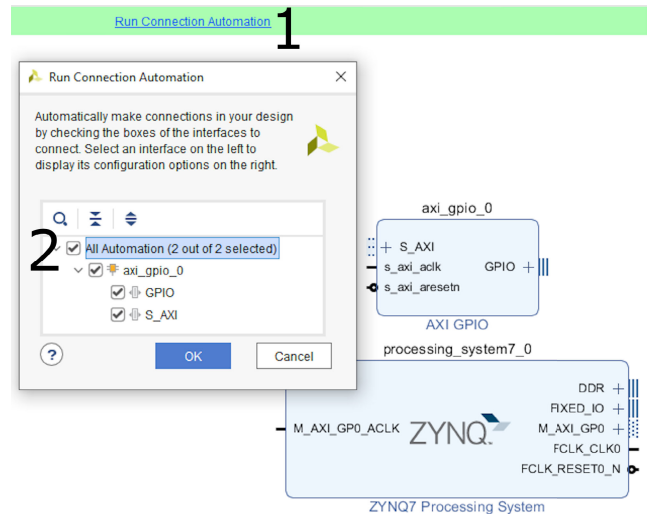 Run Connection Automation
1
Run Connection Automation
Automatically make connections in your design
by checking the boxes of the interfaces to
connect. Select an interface on the left to
display its configuration options on the right.
2
All Automation (2 out of 2 selected)
axi_gpio_0
GPIO
S_AXI
?
OK
Cancel
axi_gpio_0
S_AXI
s_axi_aclk
GPIO
s_axi_aresetn
AXI GPIO
processing_system7_0
DDR
FIXED_IO
M_AXI_GP0_ACLK
ZYNQ.
M_AXI_GP0
FCLK_CLK0
FCLK_RESET0_N
ZYNQ7 Processing System